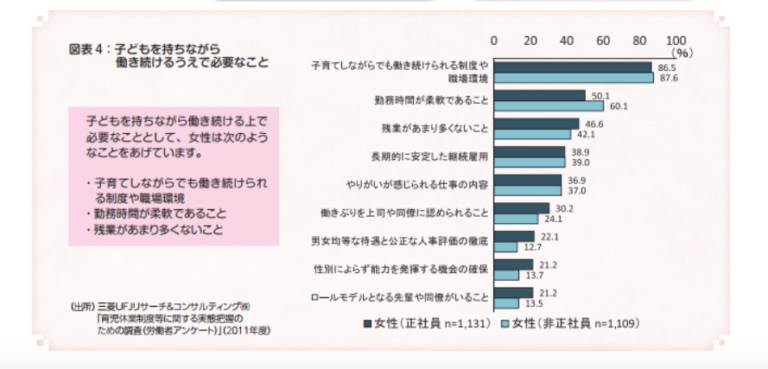 図表4：子どもを持ちながら
働き続けるうえで必要なこと
子どもを持ちながら働き続ける上で
必要なこととして、女性は次のよう
なことをあげています。
・子育てしながらでも働き続けられ
る制度や職場環境
・勤務時間が柔軟であること
・残業があまり多くないこと
（出所）三菱UFJリサーチ&コンサルティング㈱
「育児休業制度等に関する実態把握の
ための調査（労働者アンケート）」（2011年度）
0 20 40 60 80 100
（%）
子育てしながらでも働き続けられる制度や
職場環境
86.5
87.6
勤務時間が柔軟であること
50.1
60.1
残業があまり多くないこと
46.6
42.1
長期的に安定した継続雇用
38.9
39.0
やりがいが感じられる仕事の内容
36.9
37.0
働きぶりを上司や同僚に認められること
30.2
24.1
男女均等な待遇と公正な人事評価の徹底
22.1
12.7
性別によらず能力を発揮する機会の確保
21.2
13.7
ロールモデルとなる先輩や同僚がいること
21.2
13.5
女性（正社員 n=1,131） 女性（非正社員 n=1,109）